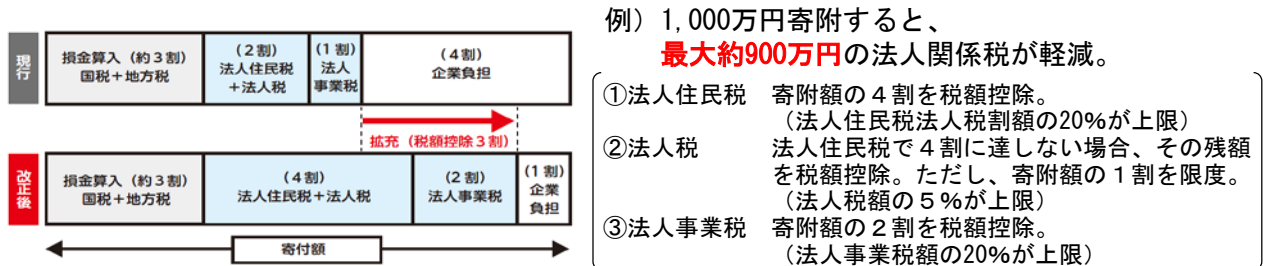 現行
損金算入（約３割）
国税＋地方税
（２割）
法人住民税
＋法人税
（１割）
法人
事業税
（４割）
企業負担
拡充（税額控除３割）
改正後
損金算入（約３割）
国税＋地方税
（４割）
法人住民税＋法人税
（２割）
法人事業税
（１割）
企業
負担
寄付額
例）1,000万円寄附すると、
最大約900万円の法人関係税が軽減。
①法人住民税　寄附額の４割を税額控除。
（法人住民税法人税割額の20%が上限）
②法人税　法人住民税で４割に達しない場合、その残額
を税額控除。ただし、寄附額の１割を限度。
（法人税額の５%が上限）
③法人事業税　寄附額の２割を税額控除。
（法人事業税額の20%が上限）